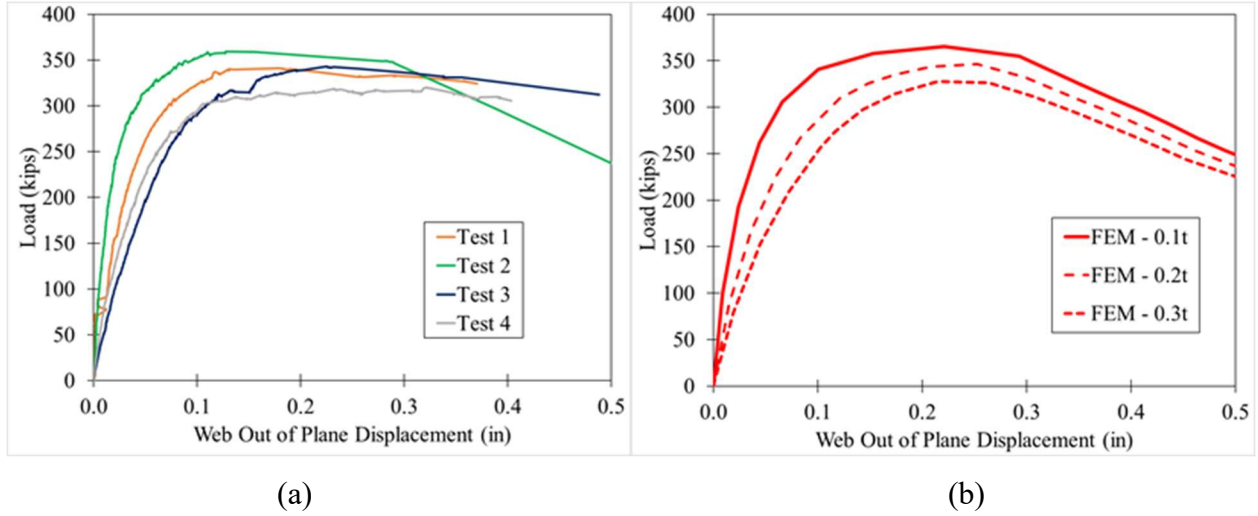 400
350
300
250
200
150
100
50
0
Load (kips)
0.0 0.1 0.2 0.3 0.4 0.5
Web Out of Plane Displacement (in)
Test 1
Test 2
Test 3
Test 4
(a)
400
350
300
250
200
150
100
50
0
Load (kips)
0.0 0.1 0.2 0.3 0.4 0.5
Web Out of Plane Displacement (in)
FEM - 0.1t
FEM - 0.2t
FEM - 0.3t
(b)